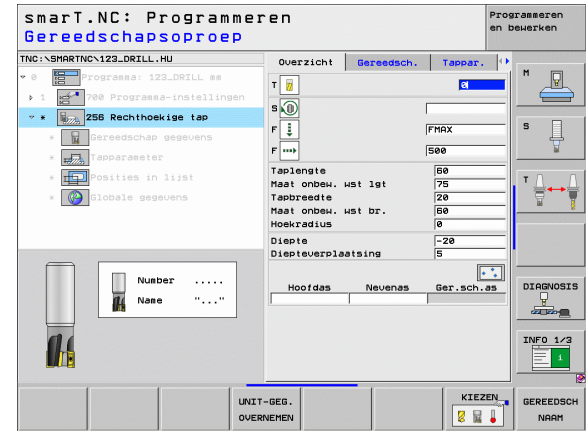 smarT.NC: Programmeren
Gereedschapsoproep
Programmeren
en bewerken
TNC:\SMARTNC\123_DRILL.HU
0 Programma: 123_DRILL mm
1 700 Programma-instellingen
* 256 Rechthoekige tap
* Gereedschap gegevens
* Tapparameter
* Posities in lijst
* Globale gegevens
Overzicht Gereedsch. Tappar.
T 0
S
F FMAX
F 500
Taplengte 60
Maat onbew. wst lgt 75
Tapbreedte 20
Maat onbew. wst br. 60
Hoekradius 0
Diepte -20
Diepteverplaatsing 5
Hoofdas Nevenas Ger.sch.as
Number .....
Name "..."
M
S
T
DIAGNOSIS
INFO 1/3
UNIT-GEG.
OVERNEMEN
KIEZEN
GEREEDSCH
NAAM